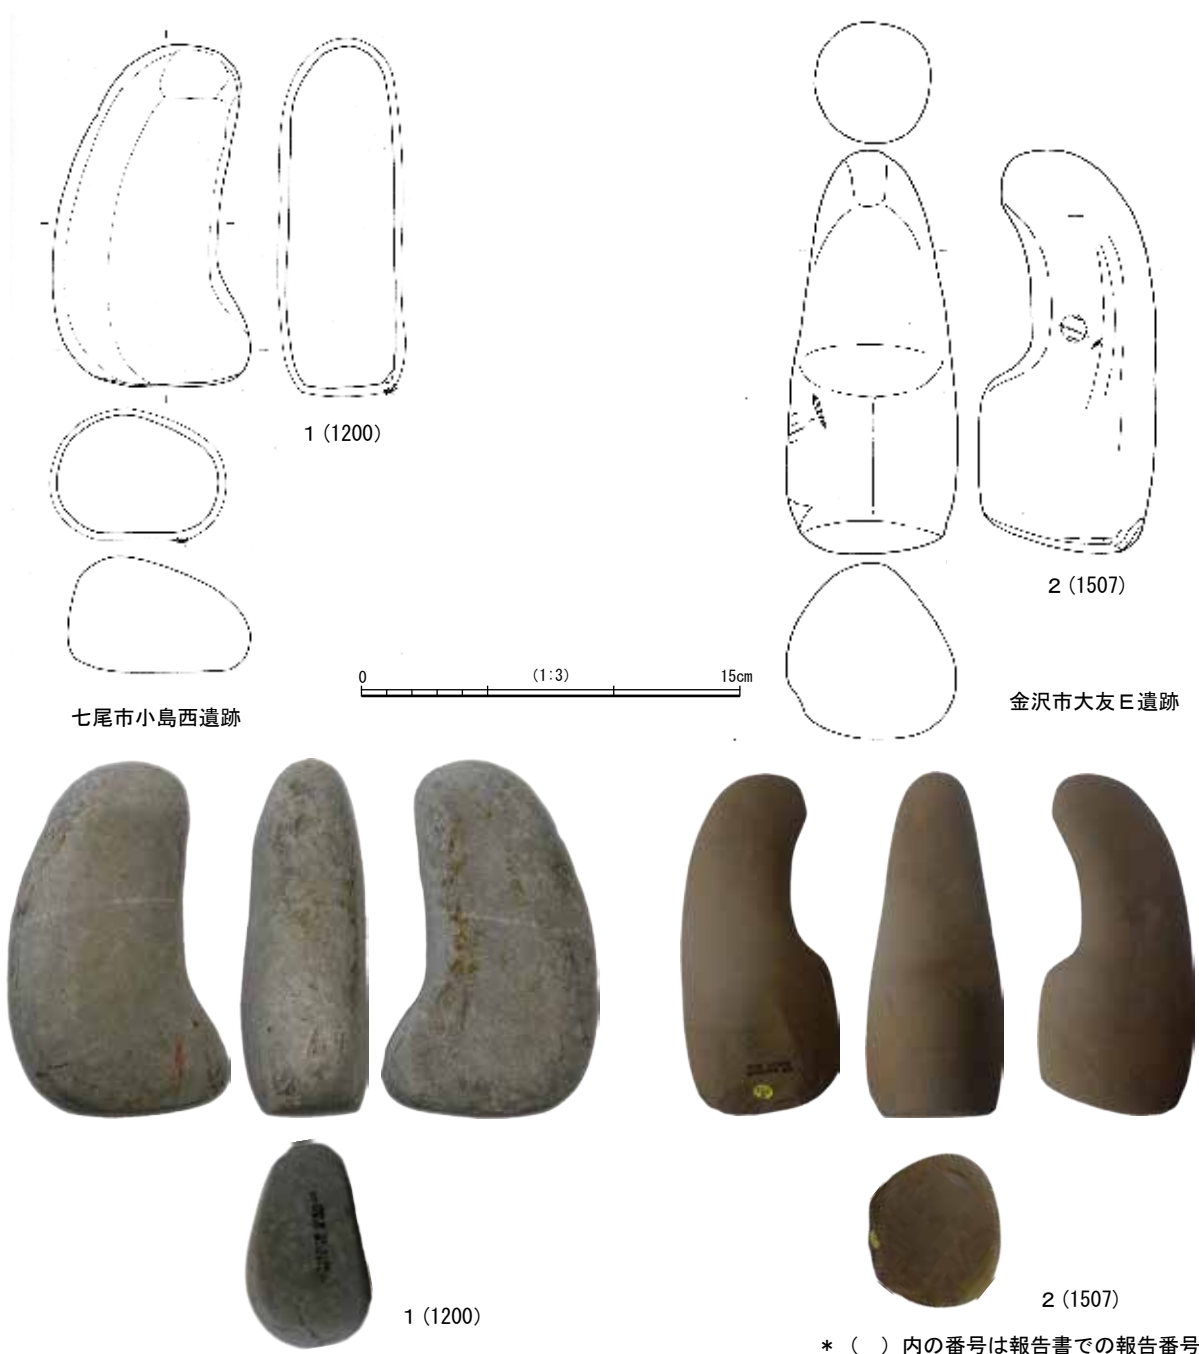 1 (1200)
2 (1507)
0 (1:3) 15cm
七尾市小島西遺跡
金沢市大友E遺跡
1 (1200)
2 (1507)
* （　）内の番号は報告書での報告番号